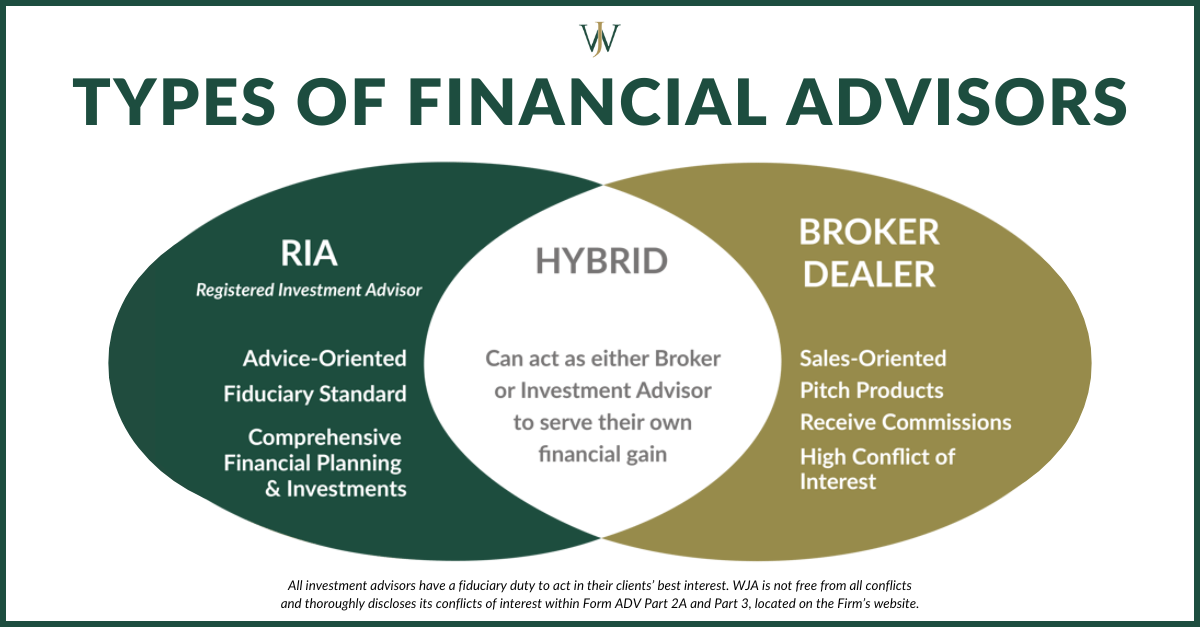 WJ
TYPES OF FINANCIAL ADVISORS
RIA
Registered Investment Advisor
Advice-Oriented
Fiduciary Standard
Comprehensive
Financial Planning
& Investments
HYBRID
Can act as either Broker
or Investment Advisor
to serve their own
financial gain
BROKER
DEALER
Sales-Oriented
Pitch Products
Receive Commissions
High Conflict of
Interest
All investment advisors have a fiduciary duty to act in their clients’ best interest. WJA is not free from all conflicts
and thoroughly discloses its conflicts of interest within Form ADV Part 2A and Part 3, located on the Firm’s website.